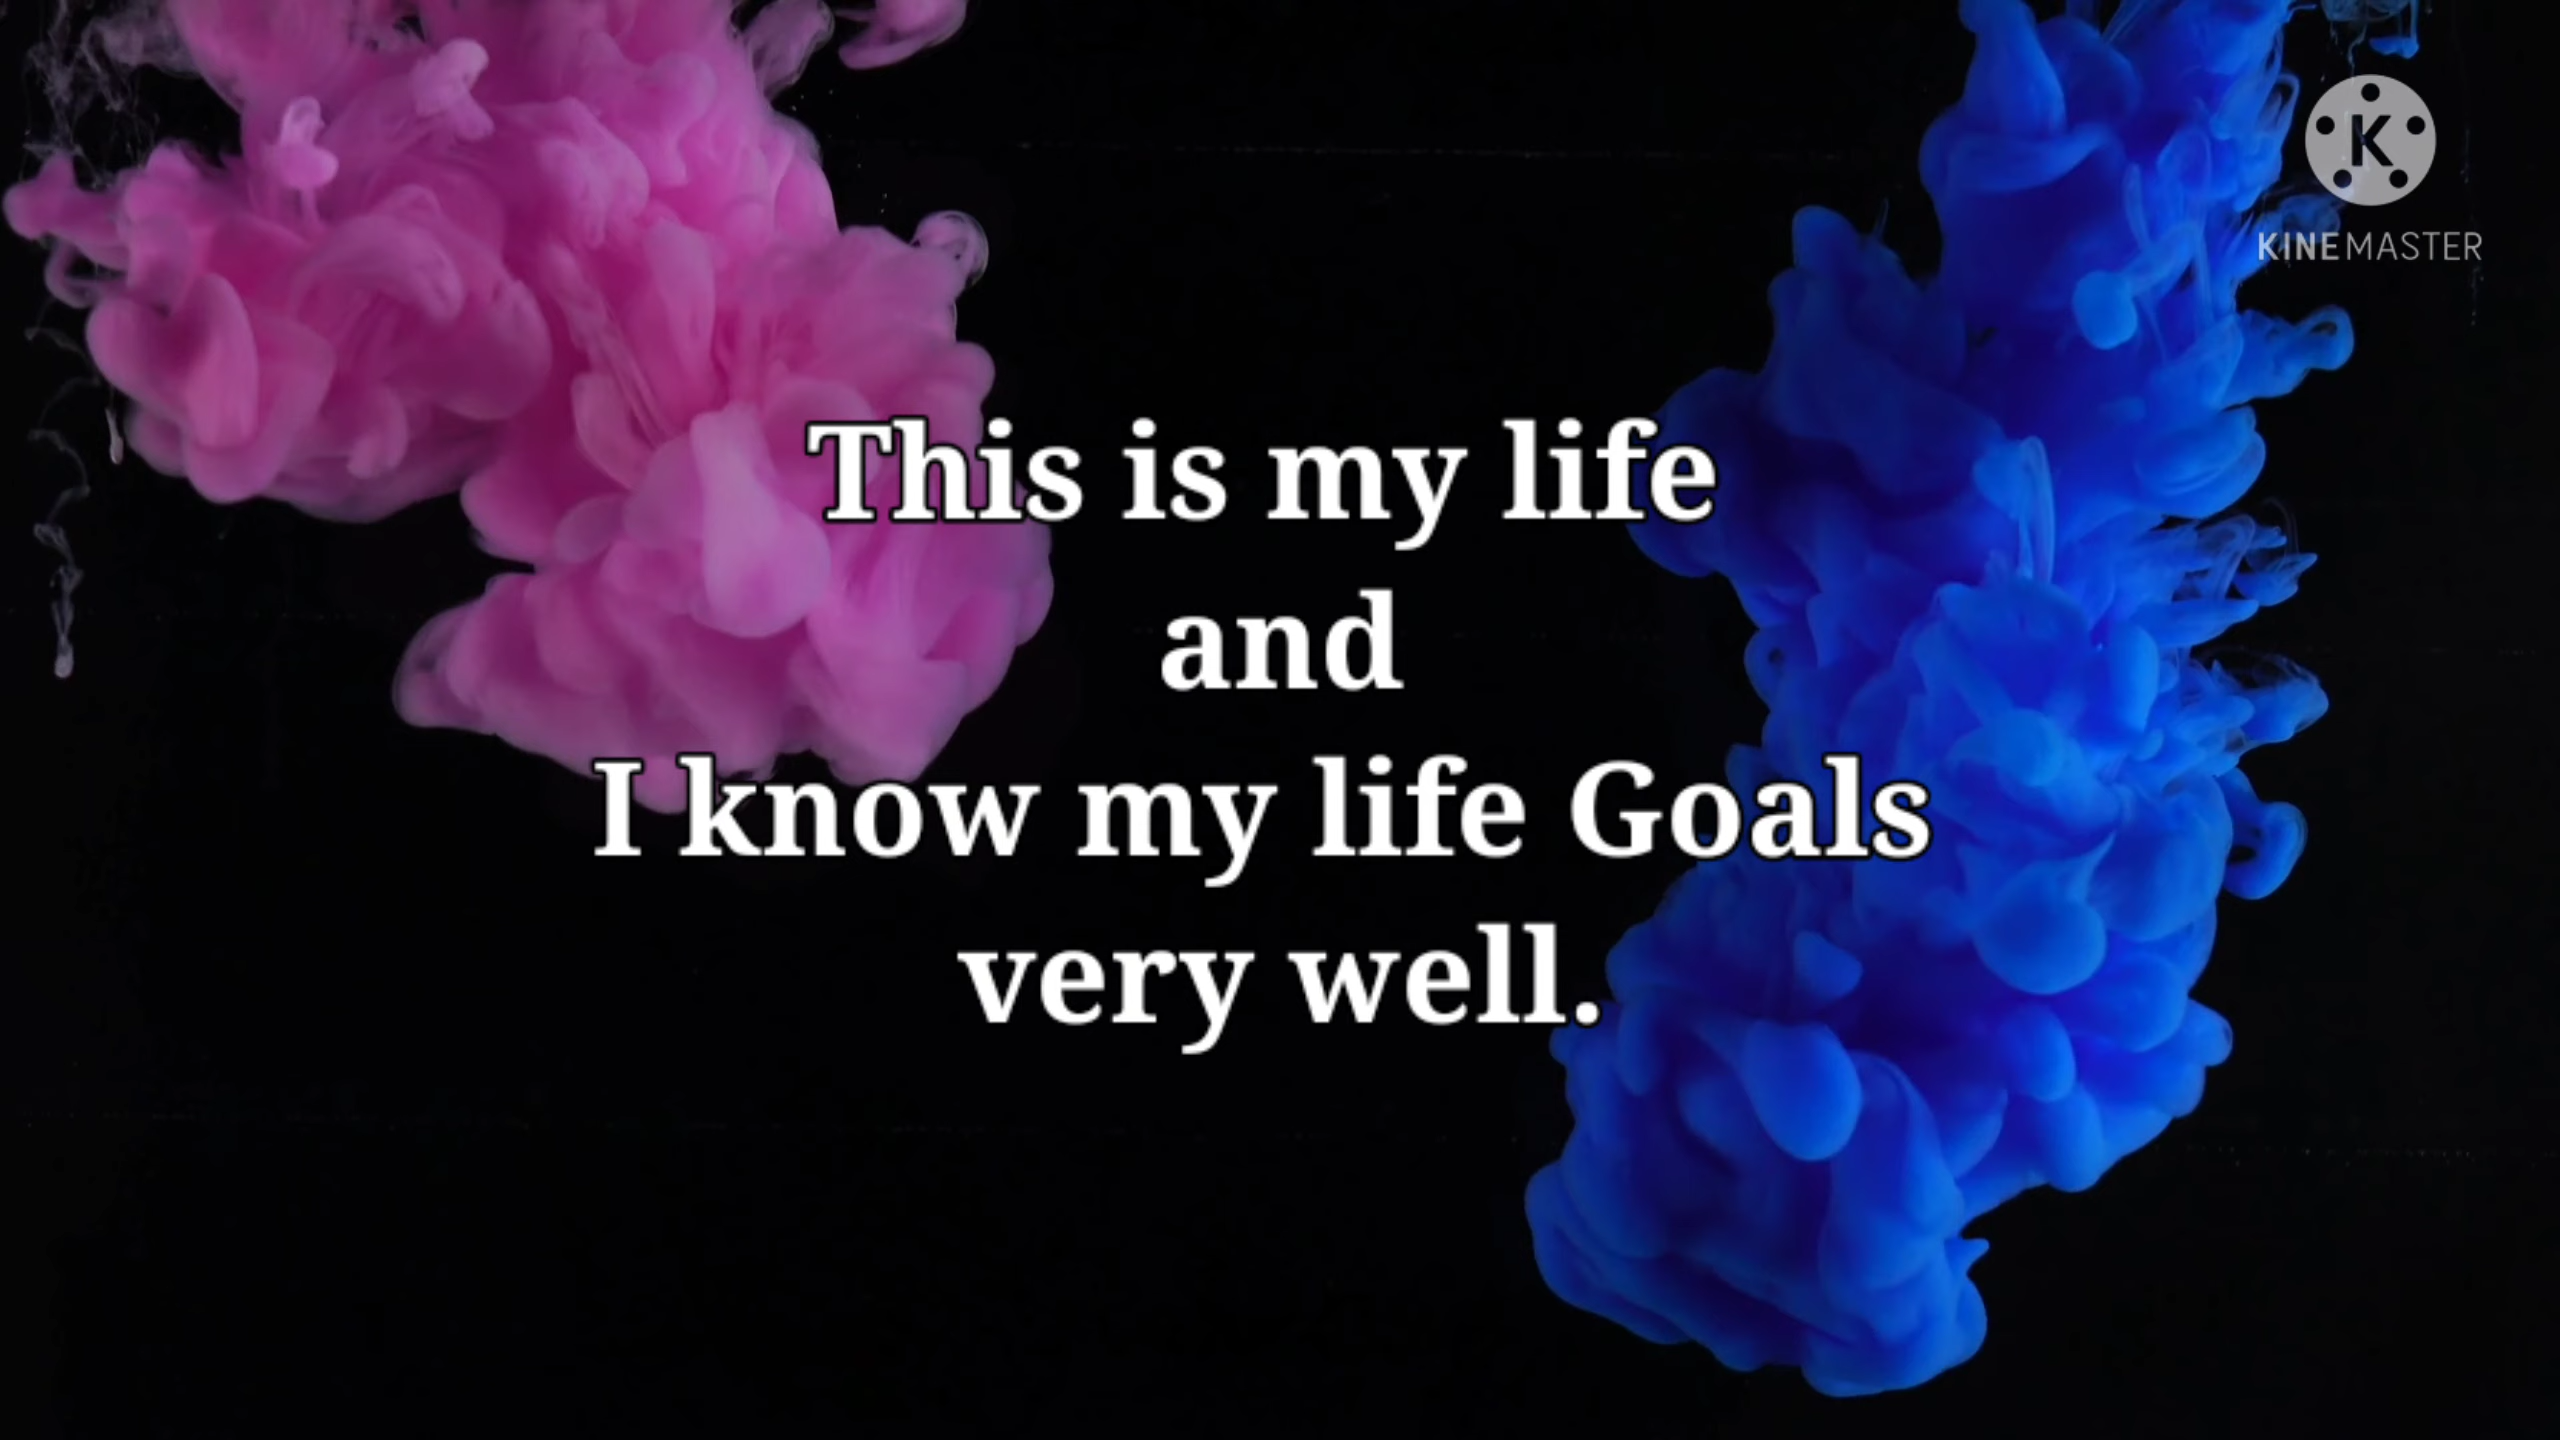 K
KINEMASTER
This is my life
and
I know my life Goals
very well.